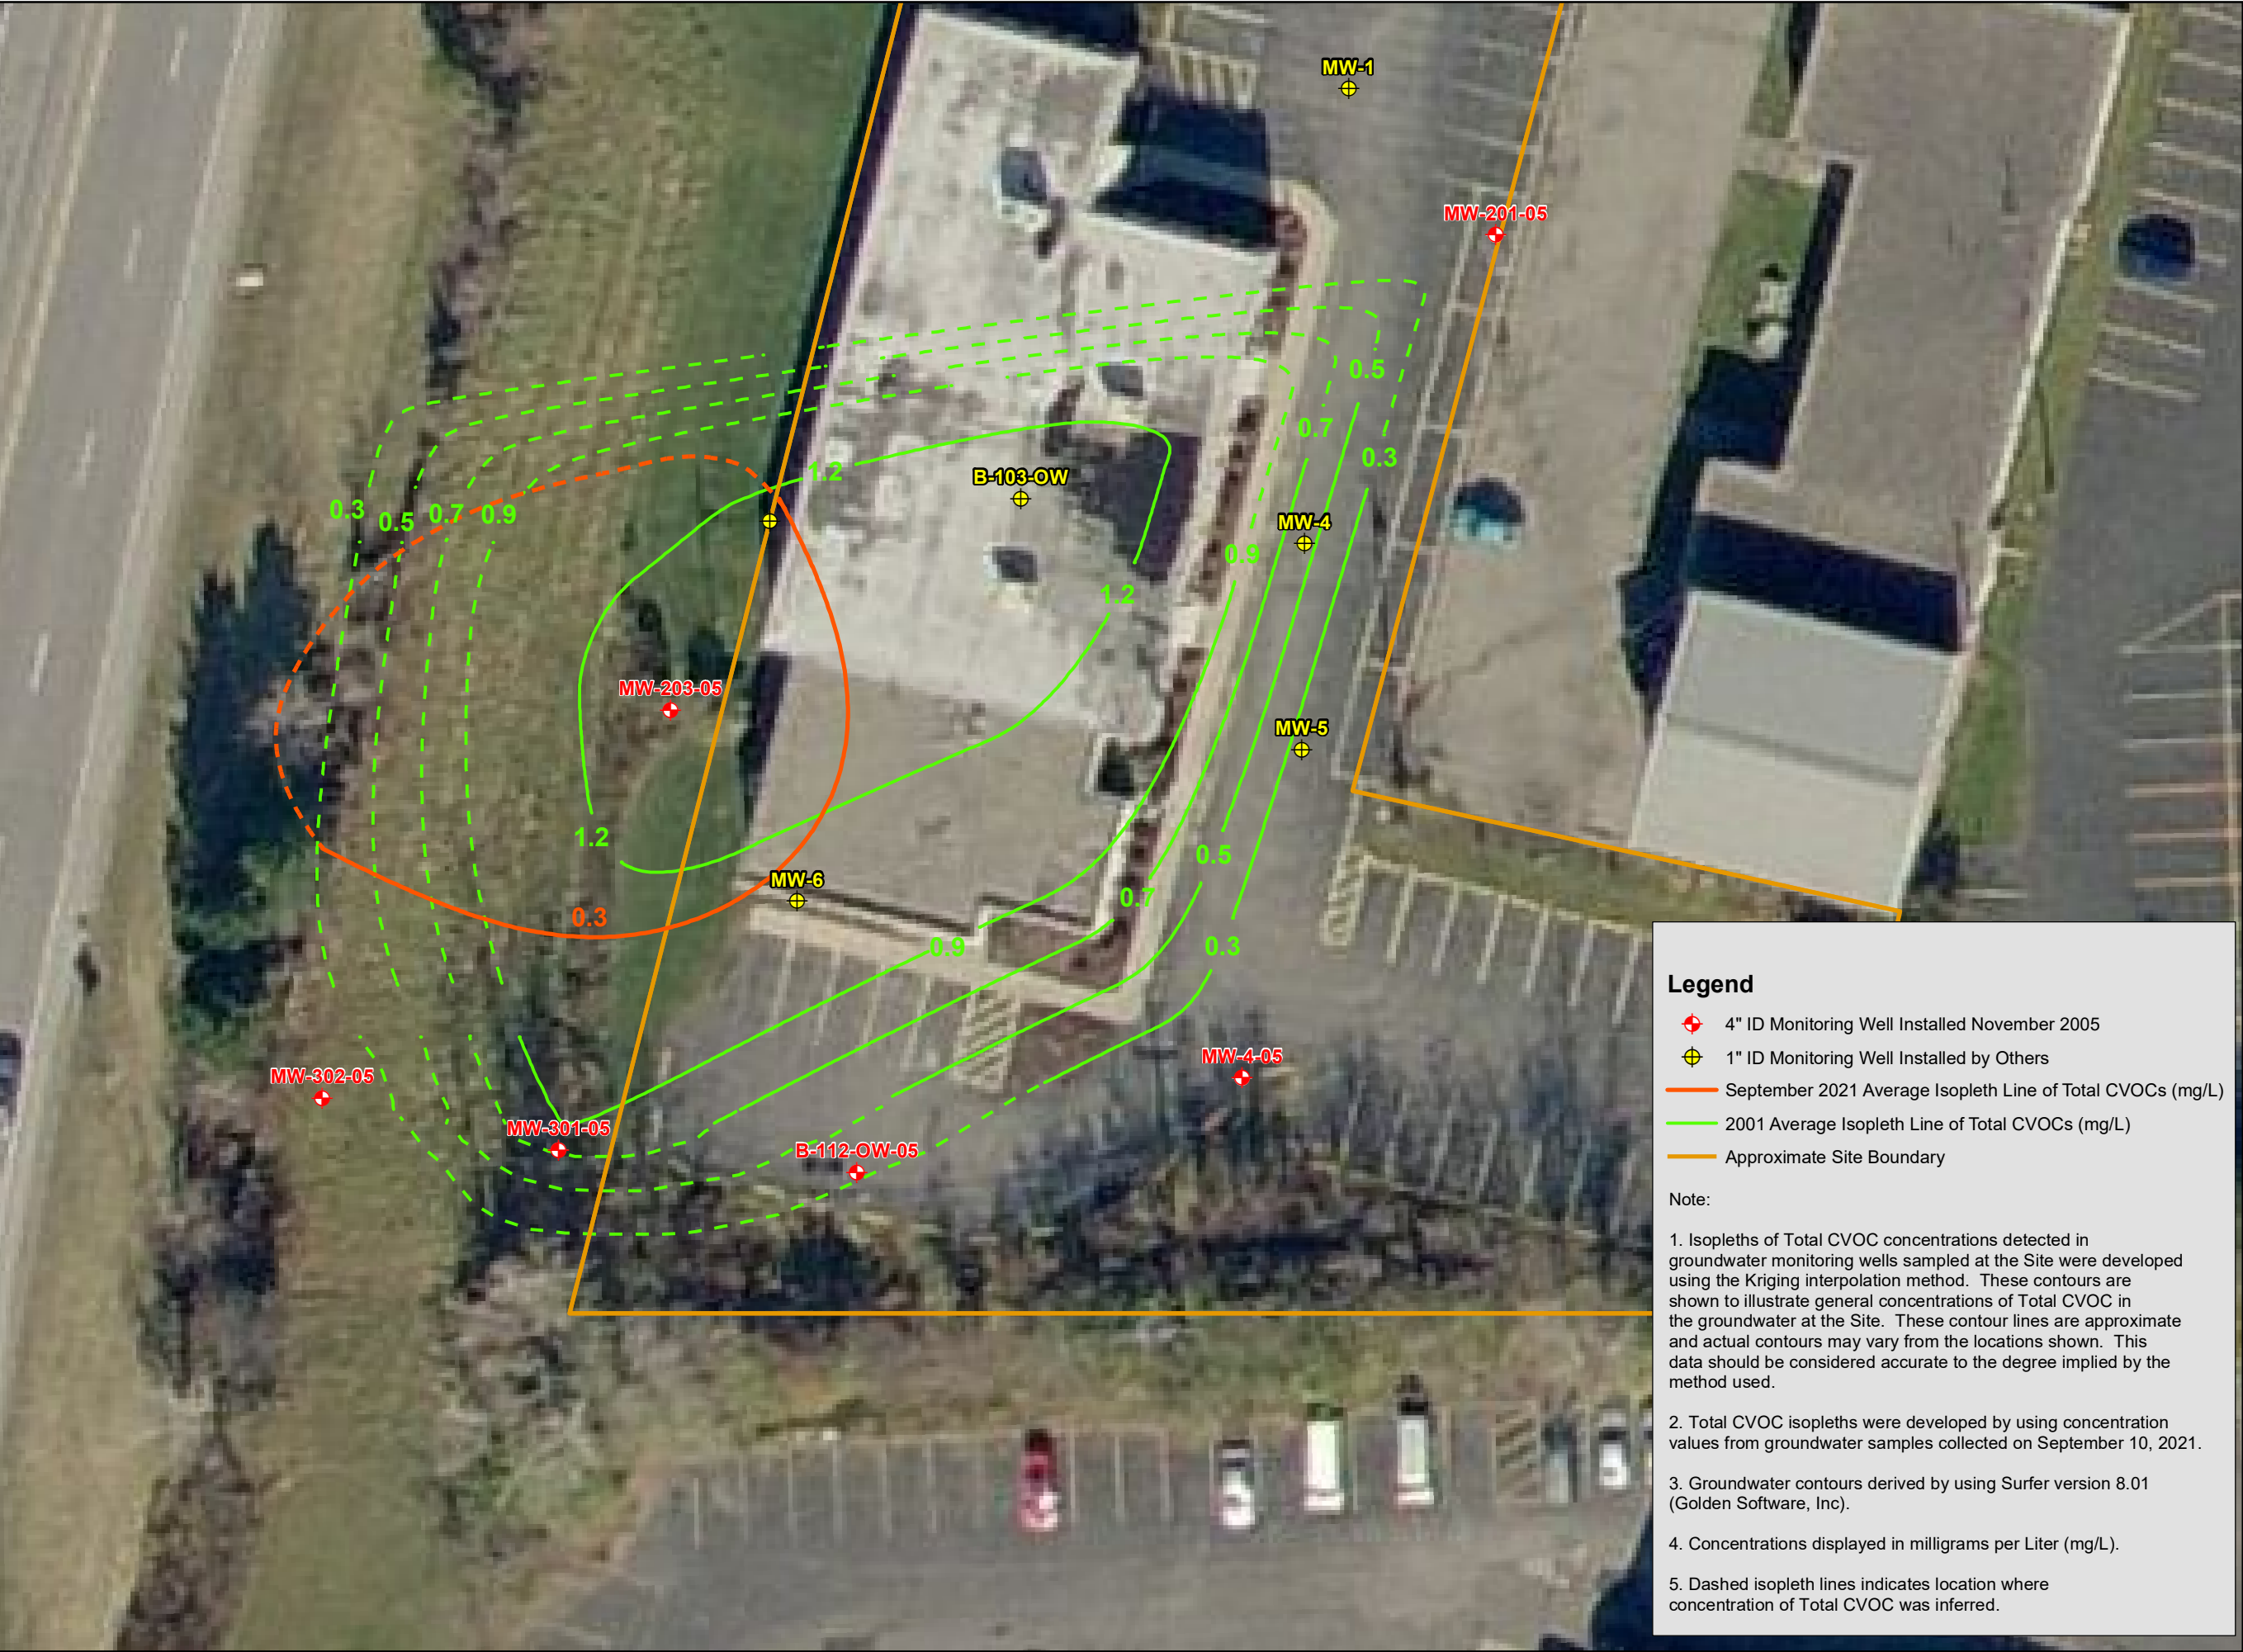 MW-1
MW-201-05
0.5
0.7
0.3
1.2
B-103-OW
0.3
0.5
0.7
0.9
MW-4
0.9
1.2
MW-203-05
MW-5
1.2
0.5
MW-6
0.7
0.3
0.9
0.3
MW-4-05
MW-302-05
MW-301-05
B-112-OW-05
Legend
4" ID Monitoring Well Installed November 2005
1" ID Monitoring Well Installed by Others
September 2021 Average Isopleth Line of Total CVOCs (mg/L)
2001 Average Isopleth Line of Total CVOCs (mg/L)
Approximate Site Boundary
Note:
1. Isopleths of Total CVOC concentrations detected in
groundwater monitoring wells sampled at the Site were developed
using the Kriging interpolation method. These contours are
shown to illustrate general concentrations of Total CVOC in
the groundwater at the Site. These contour lines are approximate
and actual contours may vary from the locations shown. This
data should be considered accurate to the degree implied by the
method used.
2. Total CVOC isopleths were developed by using concentration
values from groundwater samples collected on September 10, 2021.
3. Groundwater contours derived by using Surfer version 8.01
(Golden Software, Inc).
4. Concentrations displayed in milligrams per Liter (mg/L).
5. Dashed isopleth lines indicates location where
concentration of Total CVOC was inferred.